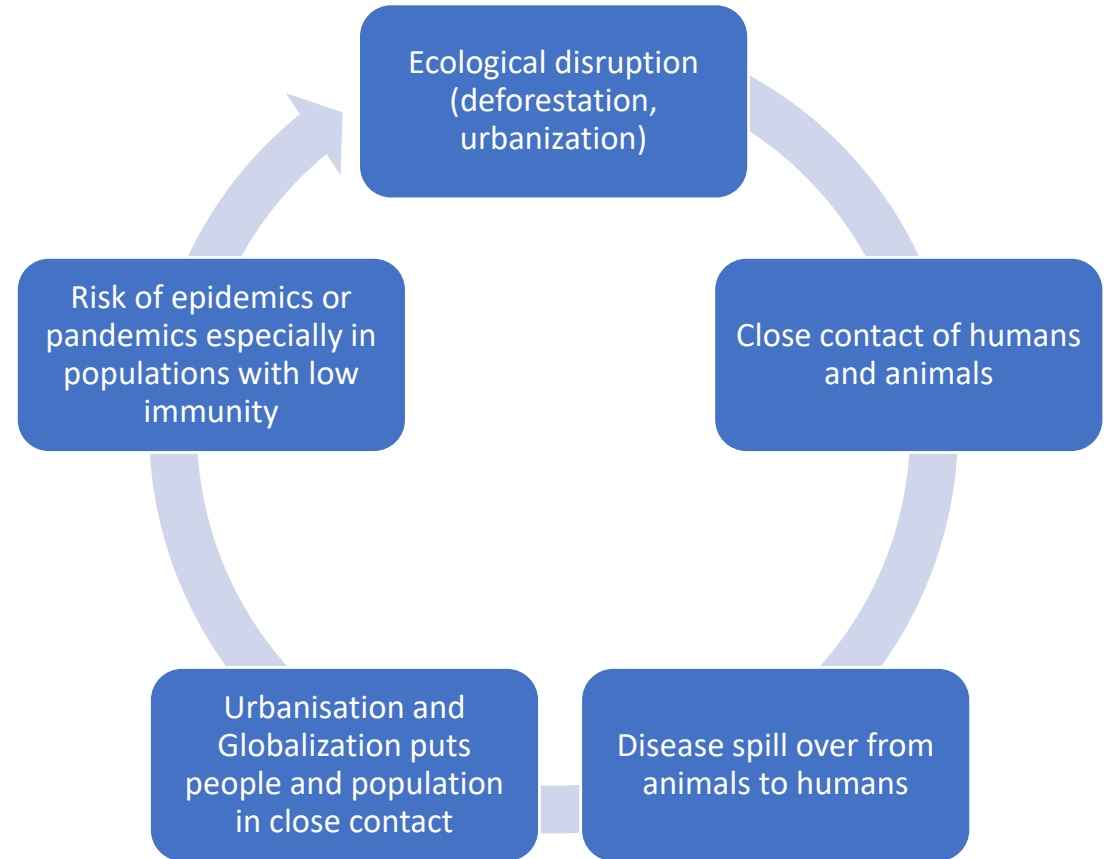 Ecological disruption
(deforestation,
urbanization)
Close contact of humans
and animals
Disease spill over from
animals to humans
Urbanisation and
Globalization puts
people and population
in close contact
Risk of epidemics or
pandemics especially in
populations with low
immunity